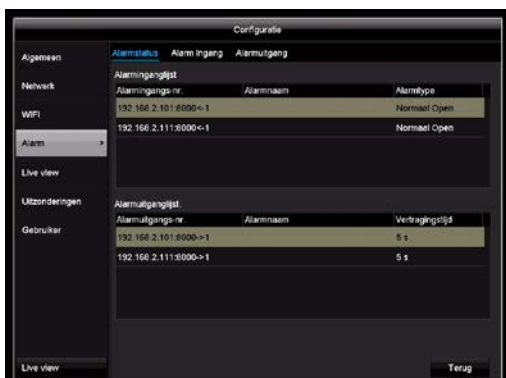 Configuratie
Algemeen
Netwerk
WIFI
Alarm
Live view
Uitzonderingen
Gebruiker
Live view
Alarmstatus Alarm Ingang Alarmuitgang
Alarminganglijst
Alarmingangs-nr. Alarmnaam Alarmtype
192.168.2.101:8000<-1 Normaal Open
192.168.2.111:8000<-1 Normaal Open
Alarmuitganglijst.
Alarmuitgangs-nr. Alarmnaam Vertragingstijd
192.168.2.101:8000->1 5 s
192.168.2.111:8000->1 5 s
Terug